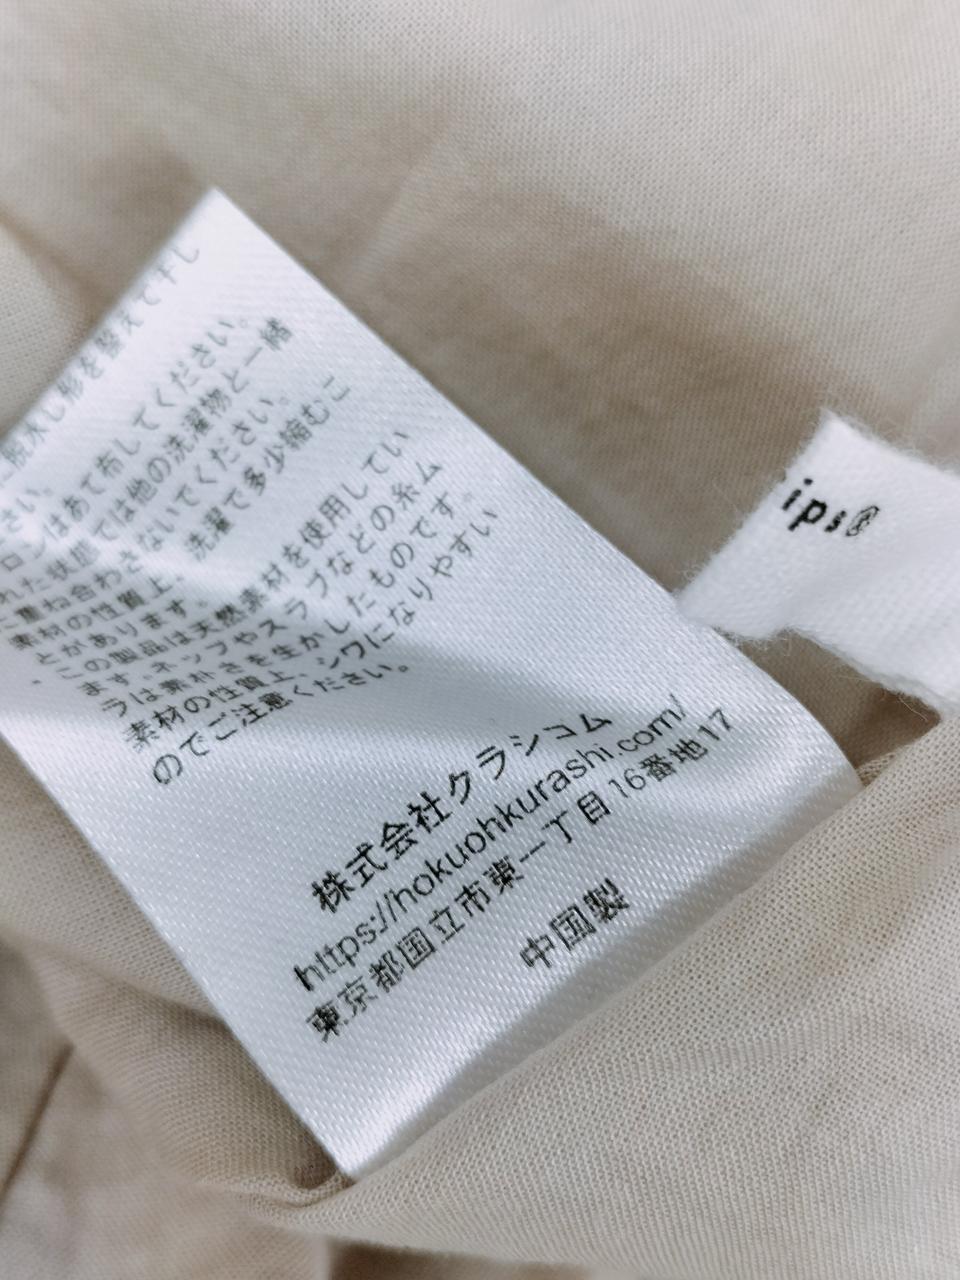 脱水し形を整えて干し
さい。
ロンはあて布してください。
れた状態では他の洗濯物と一緒
に重ね合わさないでください。
素材の性質上、洗濯で多少縮むこ
とがあります。
・この製品は天然素材を使用してい
ます。ネップやスラブなどの糸ム
ラは素朴さを生かしたものです。
素材の性質上、シワになりやすい
のでご注意ください。
株式会社クラシコム
https://hokuohkurashi.com/
東京都国立市東一丁目16番地17
中国製
ips®